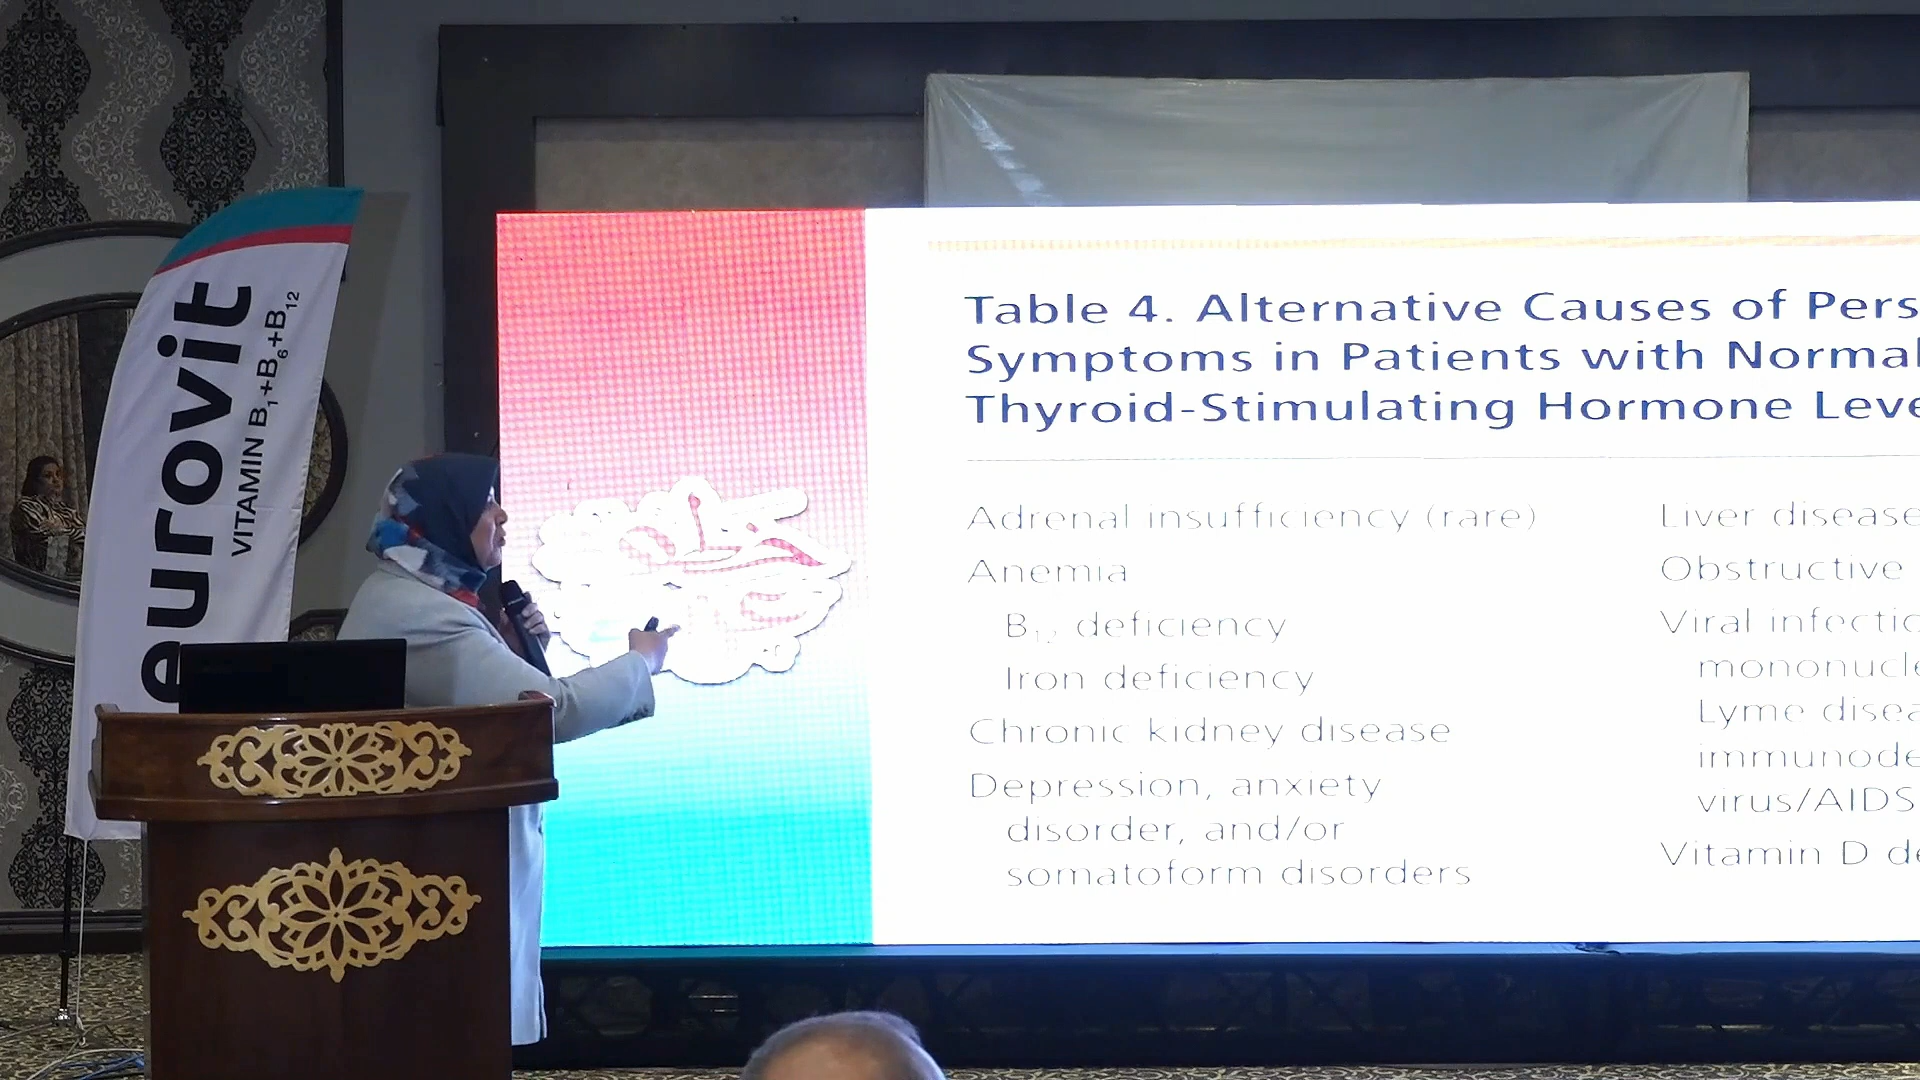 eurovit
VITAMIN B1+B6+B12
Table 4. Alternative Causes of Pers
Symptoms in Patients with Normal
Thyroid-Stimulating Hormone Leve
Adrenal insufficiency (rare)
Anemia
B12 deficiency
Iron deficiency
Chronic kidney disease
Depression, anxiety
disorder, and/or
somatoform disorders
Liver disease
Obstructive
Viral infectio
mononucle
Lyme disea
immunode
virus/AIDS
Vitamin D de